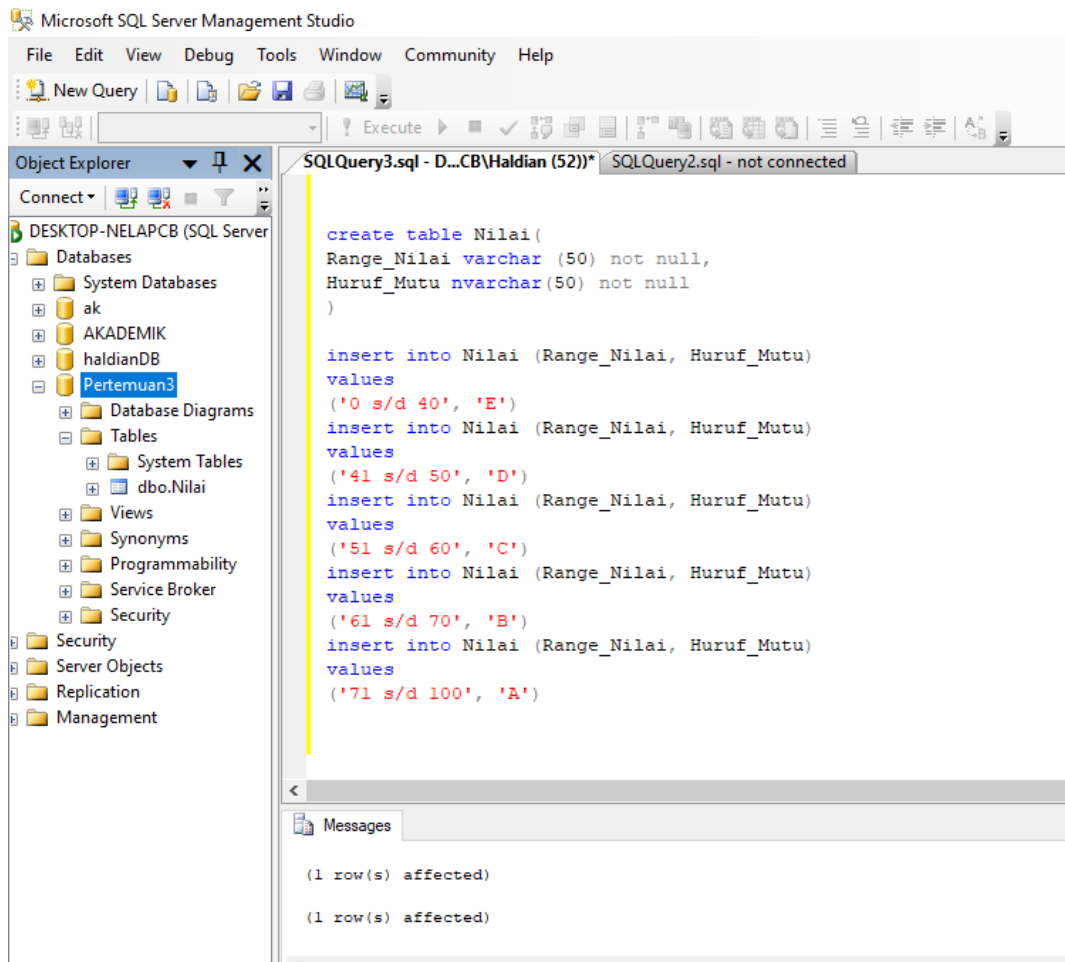 Microsoft SQL Server Management Studio
File Edit View Debug Tools Window Community Help
New Query
Execute
Object Explorer
SQLQuery3.sql - D...CB\Haldian (52))* SQLQuery2.sql - not connected
Connect
DESKTOP-NELAPCB (SQL Server
Databases
System Databases
ak
AKADEMIK
haldianDB
Pertemuan3
Database Diagrams
Tables
System Tables
dbo.Nilai
Views
Synonyms
Programmability
Service Broker
Security
Security
Server Objects
Replication
Management
create table Nilai(
Range_Nilai varchar (50) not null,
Huruf_Mutu nvarchar(50) not null
)
insert into Nilai (Range_Nilai, Huruf_Mutu)
values
('0 s/d 40', 'E')
insert into Nilai (Range_Nilai, Huruf_Mutu)
values
('41 s/d 50', 'D')
insert into Nilai (Range_Nilai, Huruf_Mutu)
values
('51 s/d 60', 'C')
insert into Nilai (Range_Nilai, Huruf_Mutu)
values
('61 s/d 70', 'B')
insert into Nilai (Range_Nilai, Huruf_Mutu)
values
('71 s/d 100', 'A')
Messages
(1 row(s) affected)
(1 row(s) affected)